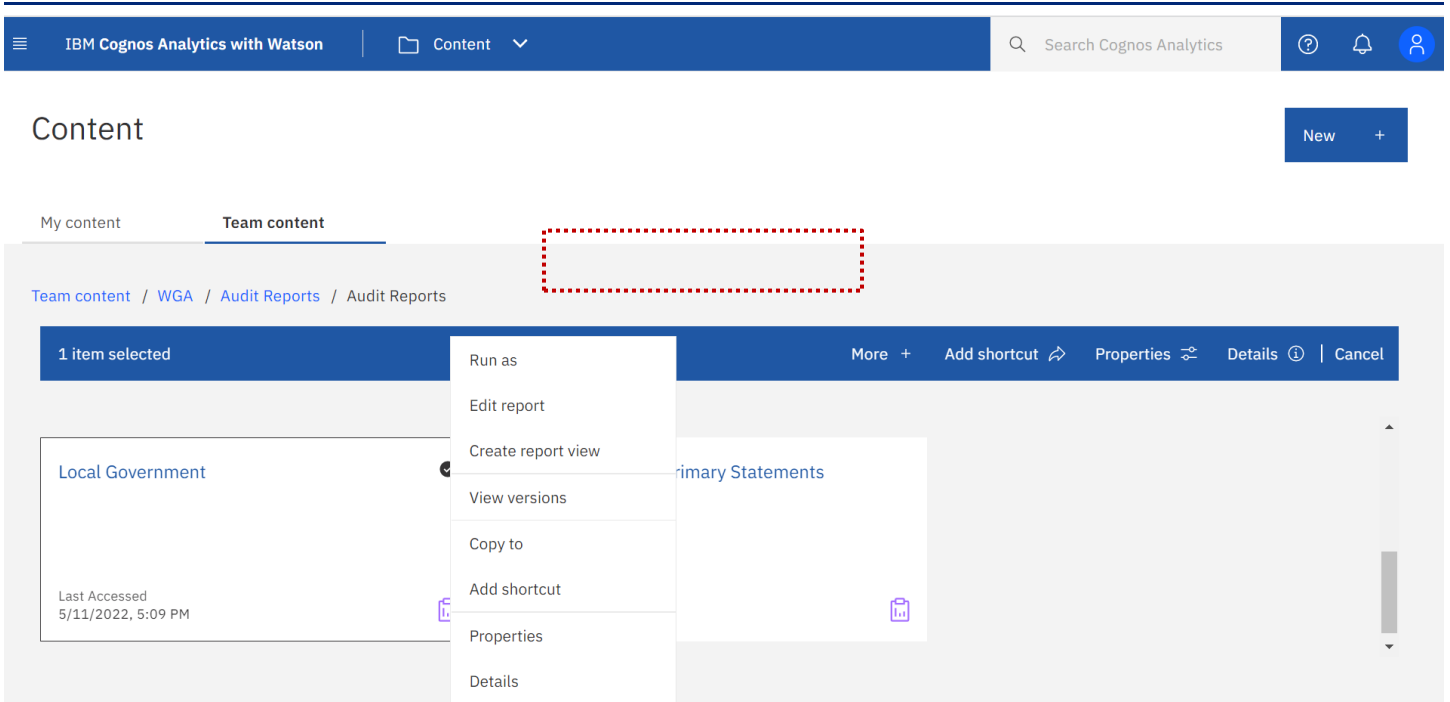 IBM Cognos Analytics with Watson
Content
Search Cognos Analytics
Content
New +
My content
Team content
Team content / WGA / Audit Reports / Audit Reports
1 item selected
More +
Add shortcut
Properties
Details
Cancel
Run as
Edit report
Create report view
View versions
Copy to
Add shortcut
Properties
Details
Local Government
Last Accessed
5/11/2022, 5:09 PM
Statements